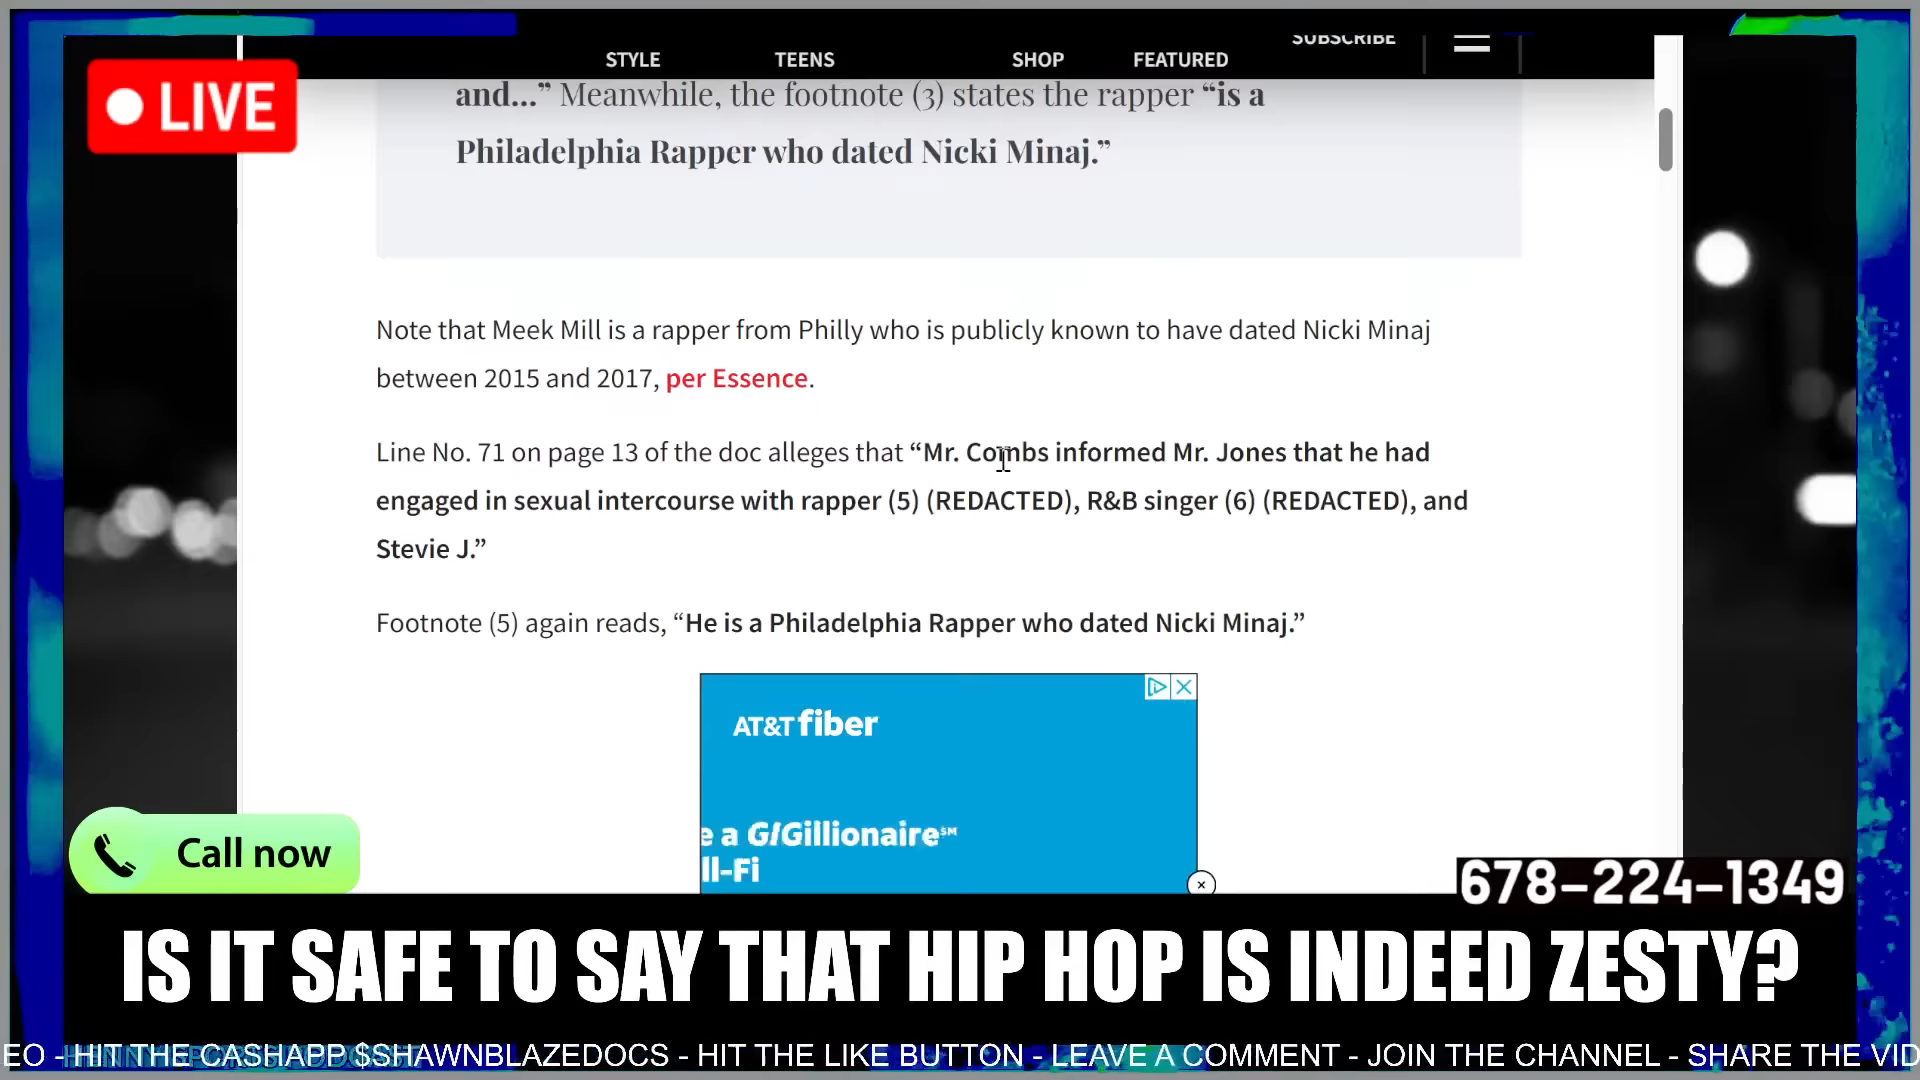 SUBSCRIBE
STYLE TEENS SHOP FEATURED
LIVE
and...” Meanwhile, the footnote (3) states the rapper “is a
Philadelphia Rapper who dated Nicki Minaj.”
Note that Meek Mill is a rapper from Philly who is publicly known to have dated Nicki Minaj
between 2015 and 2017, per Essence.
Line No. 71 on page 13 of the doc alleges that “Mr. Combs informed Mr. Jones that he had
engaged in sexual intercourse with rapper (5) (REDACTED), R&B singer (6) (REDACTED), and
Stevie J.”
Footnote (5) again reads, “He is a Philadelphia Rapper who dated Nicki Minaj.”
AT&T fiber
e a GIGillionaire℠
ll-Fi
Call now
678-224-1349
IS IT SAFE TO SAY THAT HIP HOP IS INDEED ZESTY?
EO - HIT THE CASHAPP $SHAWNBLAZEDOCS - HIT THE LIKE BUTTON - LEAVE A COMMENT - JOIN THE CHANNEL - SHARE THE VID